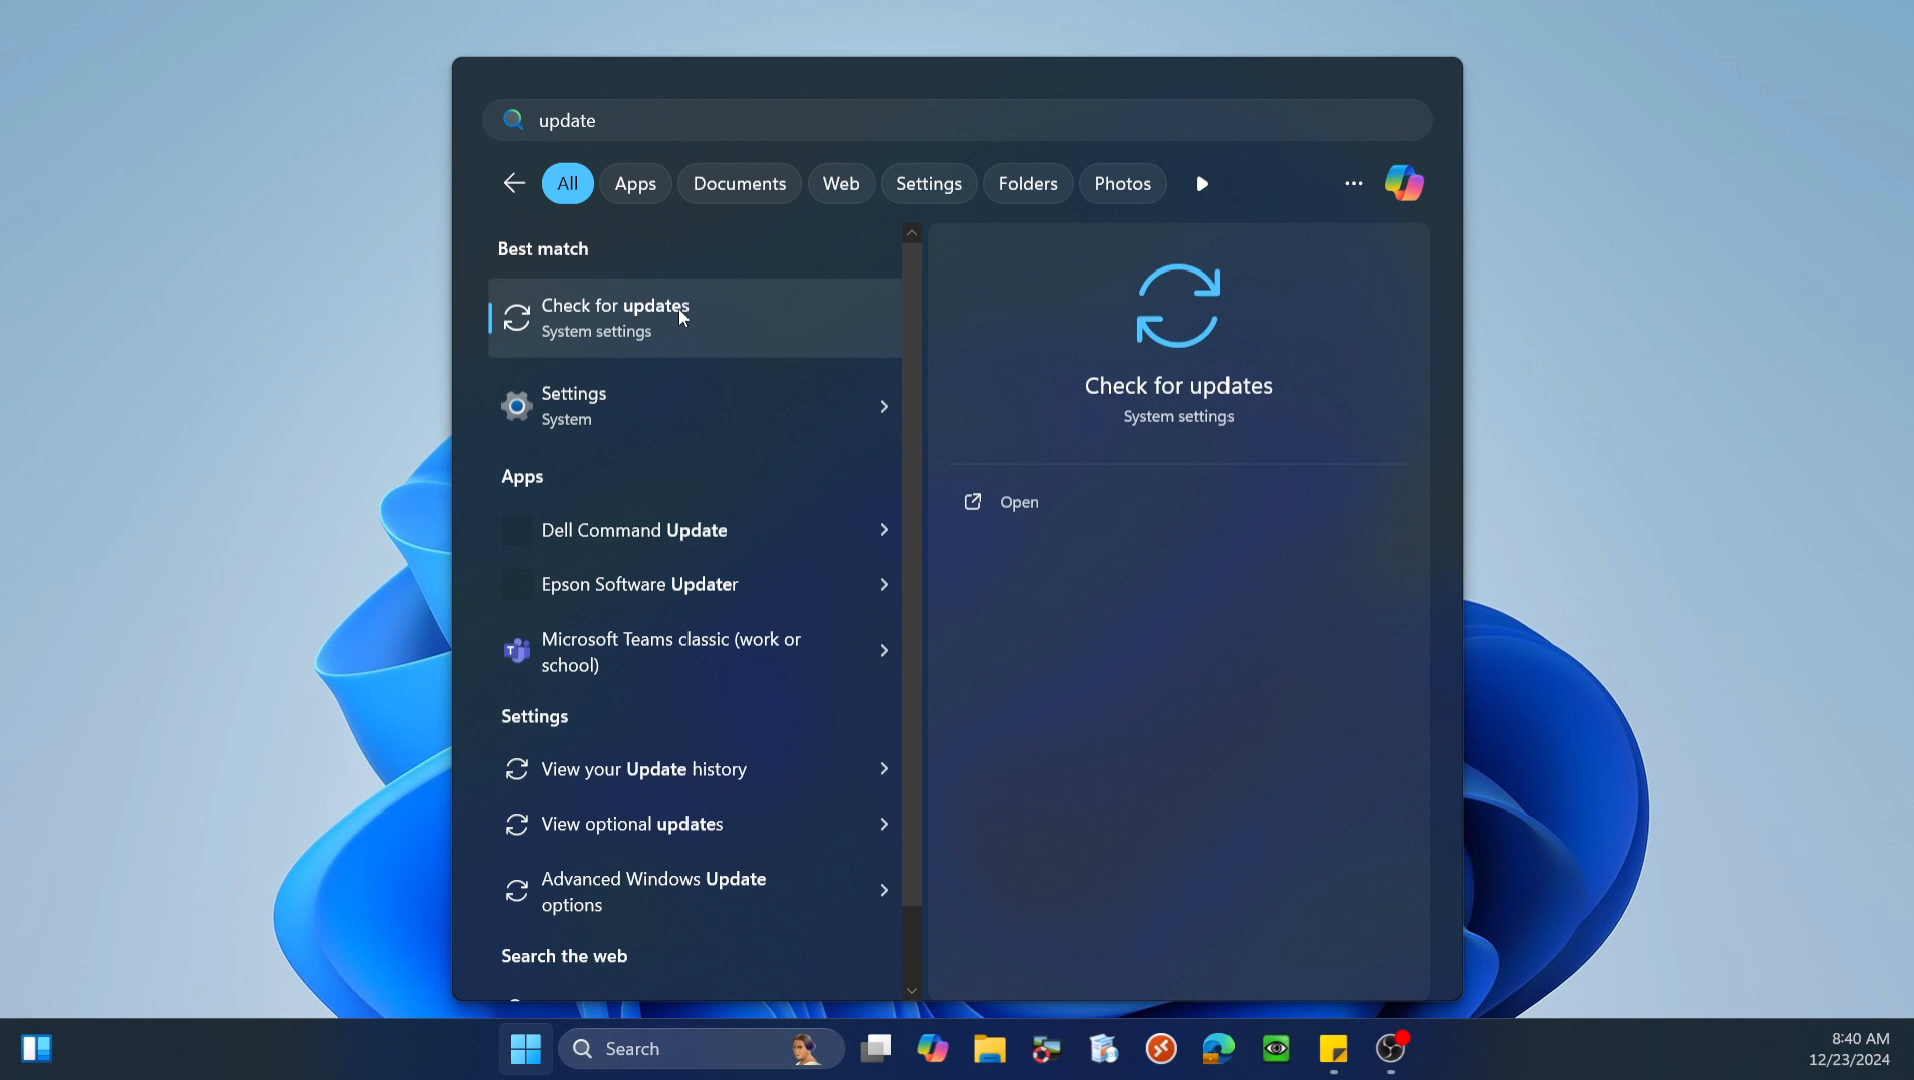 update
All
Apps
Documents
Web
Settings
Folders
Photos
Best match
Check for updates
System settings
Settings
System
Apps
Dell Command Update
Epson Software Updater
Microsoft Teams classic (work or
school)
Settings
View your Update history
View optional updates
Advanced Windows Update
options
Search the web
Check for updates
System settings
Open
Search
8:40 AM
12/23/2024